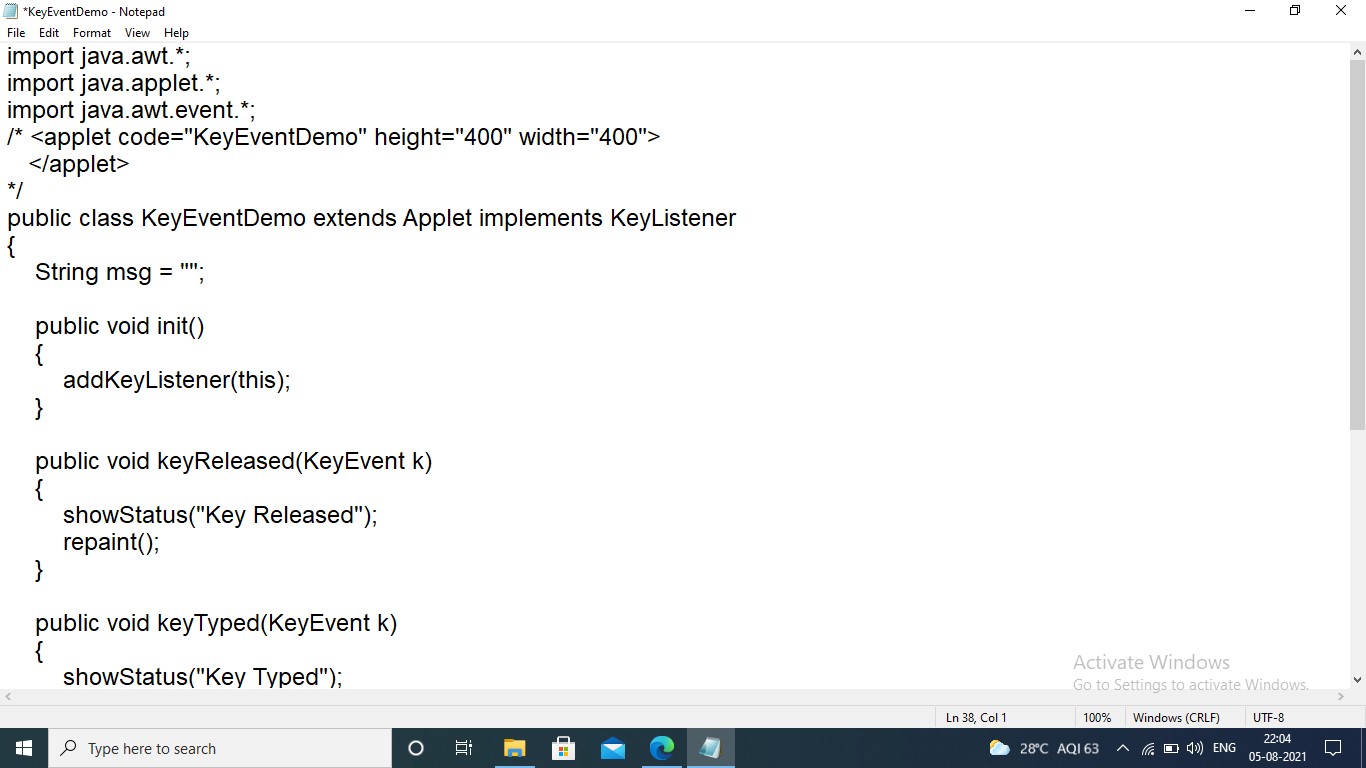 *KeyEventDemo - Notepad
File Edit Format View Help
import java.awt.*;
import java.applet.*;
import java.awt.event.*;
/* <applet code="KeyEventDemo" height="400" width="400">
</applet>
*/
public class KeyEventDemo extends Applet implements KeyListener
{
String msg = "";
public void init()
{
addKeyListener(this);
}
public void keyReleased(KeyEvent k)
{
showStatus("Key Released");
repaint();
}
public void keyTyped(KeyEvent k)
{
showStatus("Key Typed");
Activate Windows
Go to Settings to activate Windows.
Ln 38, Col 1 100% Windows (CRLF) UTF-8
Type here to search
28°C AQI 63
ENG
22:04
05-08-2021